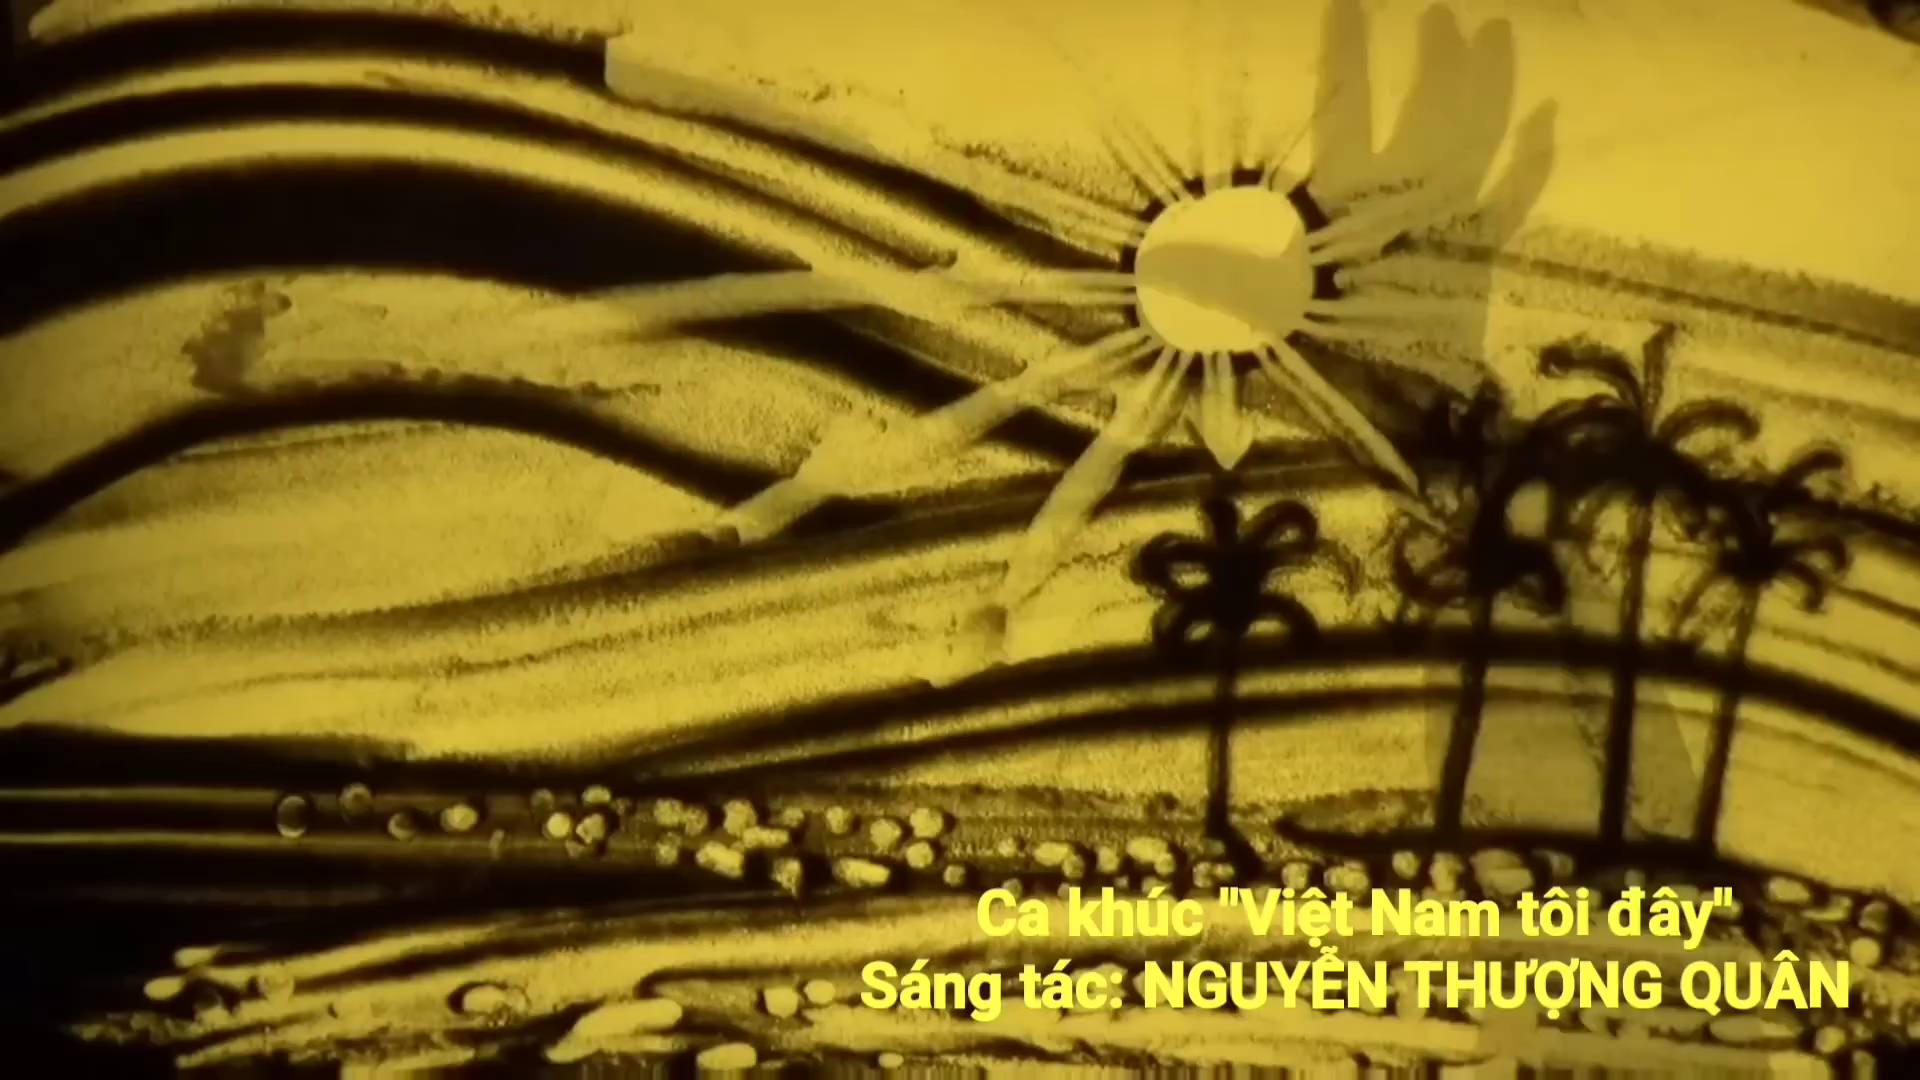 Ca khúc "Việt Nam tôi đây"
Sáng tác: NGUYỄN THƯỢNG QUÂN